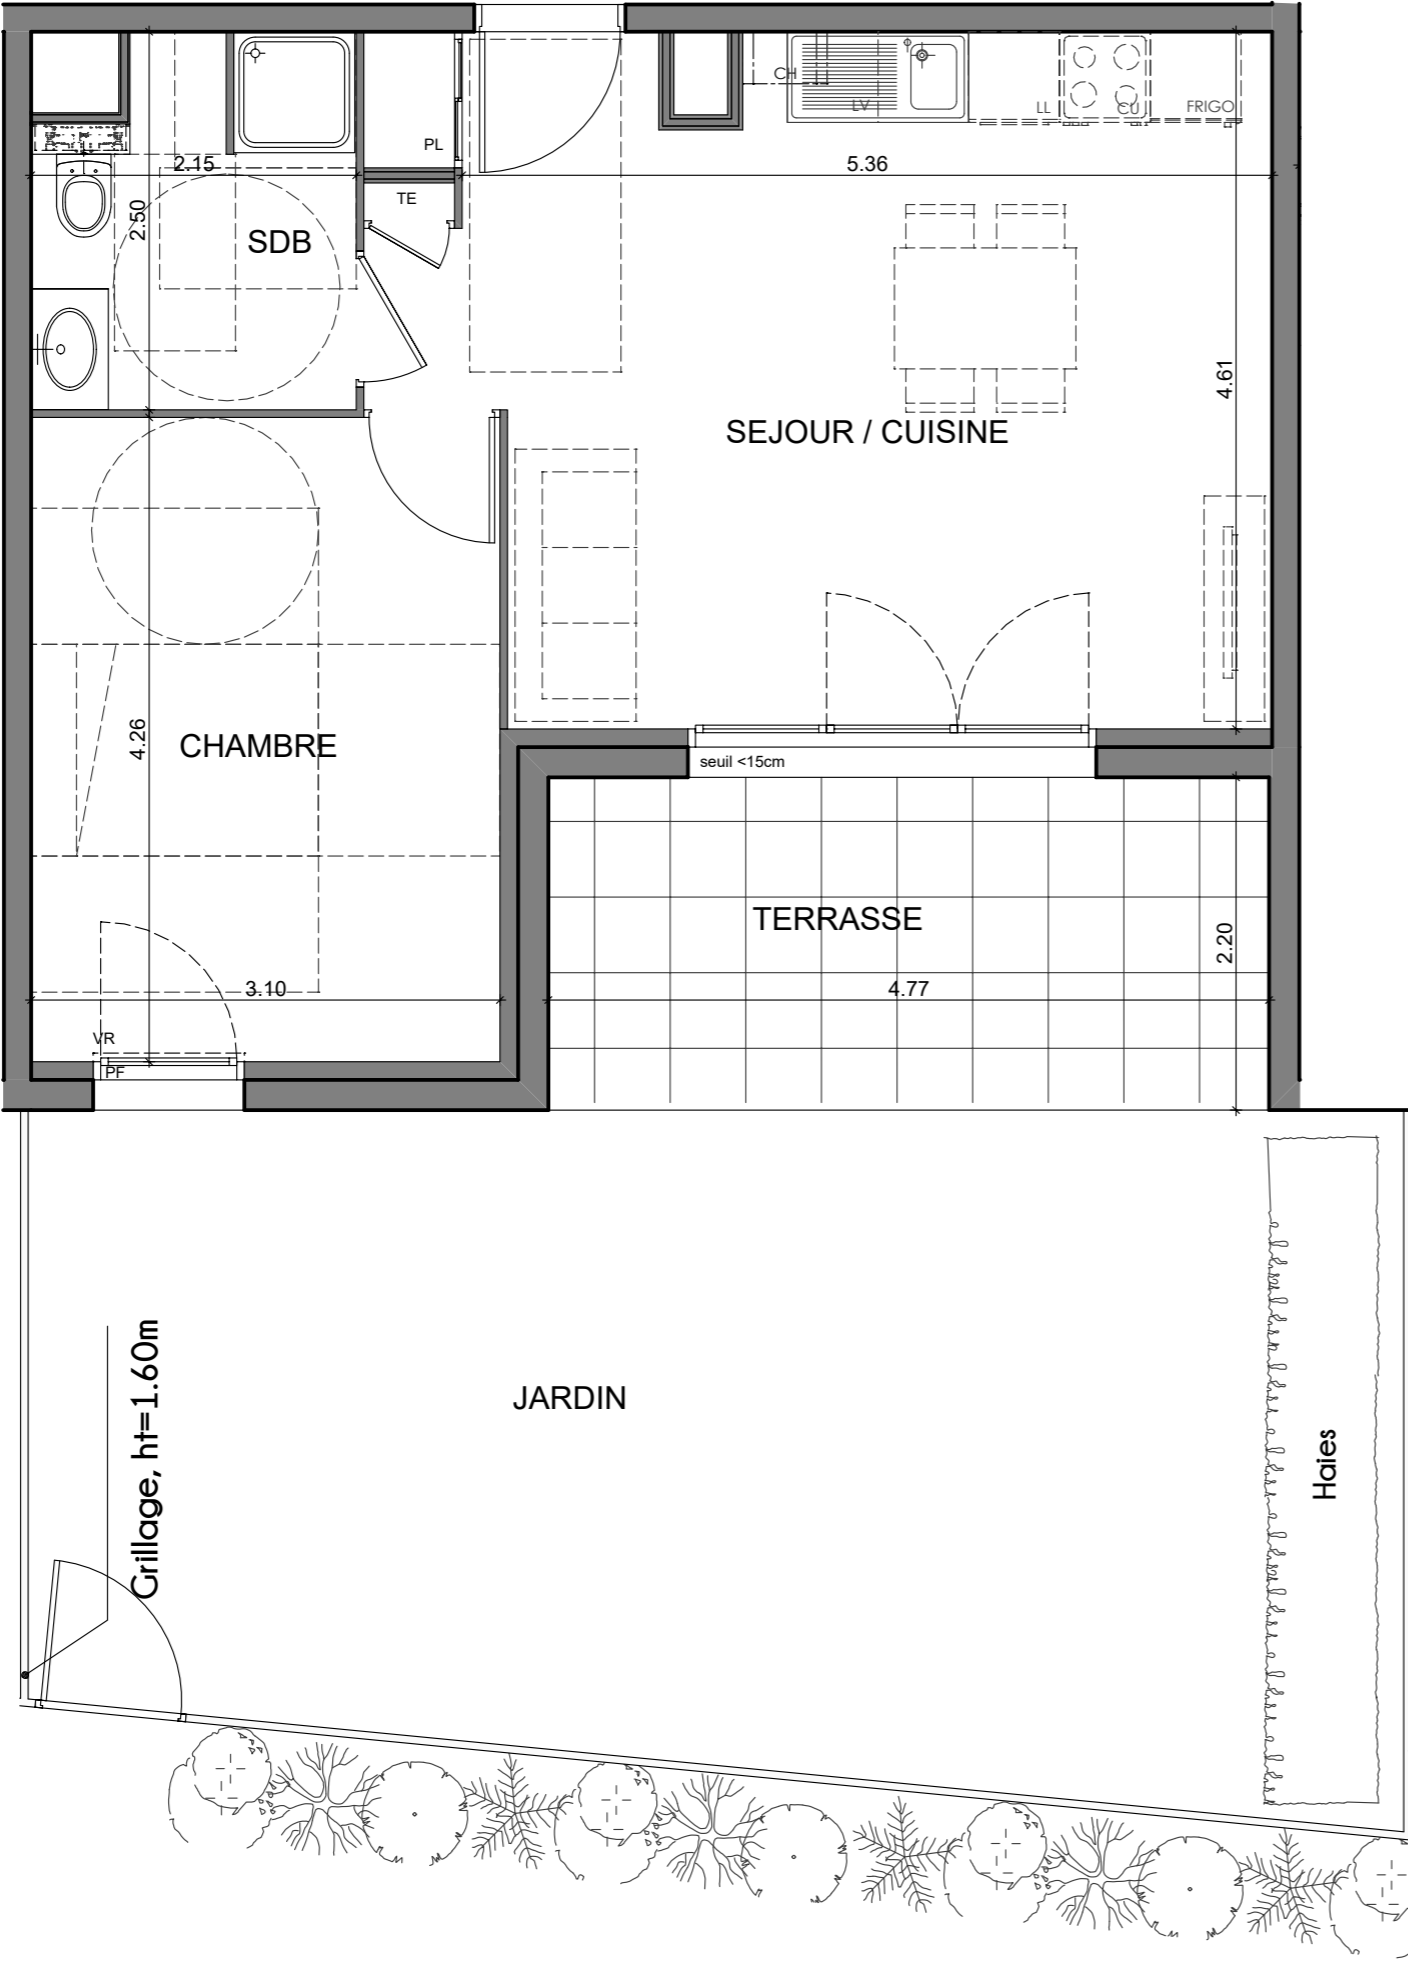 CH
LV
LL
CU
FRIGO
PL
2.15
5.36
TE
2.50
SDB
4.61
SEJOUR / CUISINE
4.26
CHAMBRE
seuil <15cm
TERRASSE
2.20
3.10
4.77
VR
PF
Grillage, ht=1.60m
JARDIN
Haies